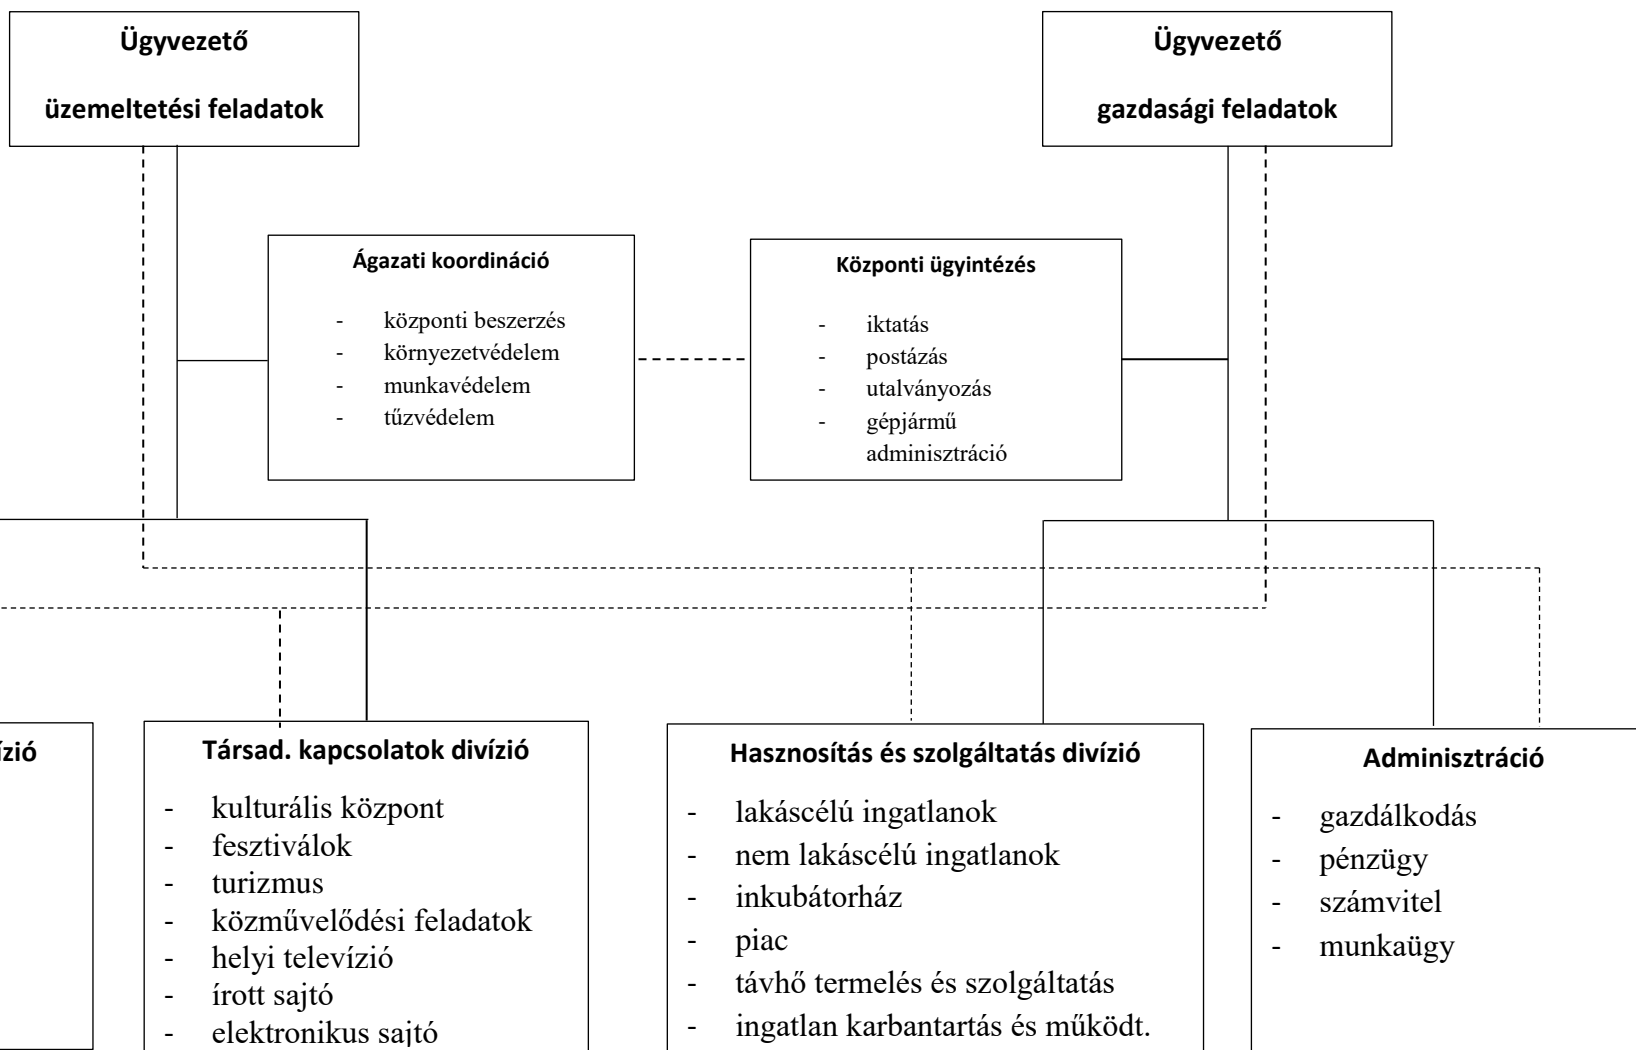 Ügyvezető
üzemeltetési feladatok
Ügyvezető
gazdasági feladatok
Ágazati koordináció
- központi beszerzés
- környezetvédelem
- munkavédelem
- tűzvédelem
Központi ügyintézés
- iktatás
- postázás
- utalványozás
- gépjármű
adminisztráció
ízió
Társad. kapcsolatok divízió
- kulturális központ
- fesztiválok
- turizmus
- közművelődési feladatok
- helyi televízió
- írott sajtó
- elektronikus sajtó
Hasznosítás és szolgáltatás divízió
- lakáscélú ingatlanok
- nem lakáscélú ingatlanok
- inkubátorház
- piac
- távhő termelés és szolgáltatás
- ingatlan karbantartás és működt.
Adminisztráció
- gazdálkodás
- pénzügy
- számvitel
- munkaügy